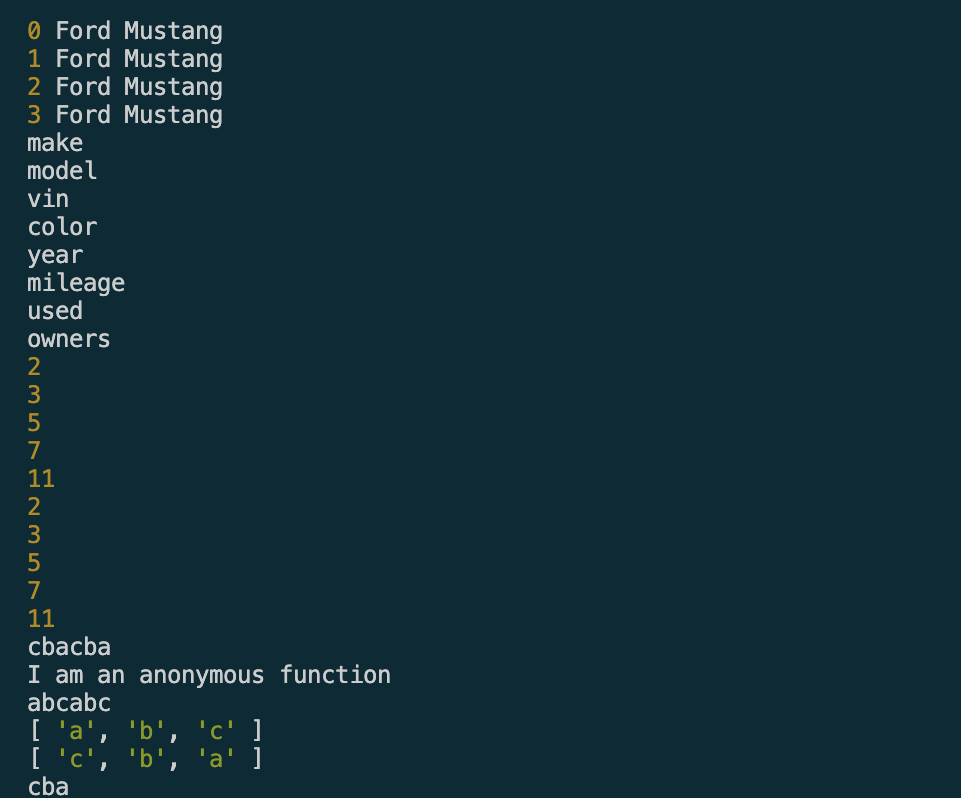 0 Ford Mustang
1 Ford Mustang
2 Ford Mustang
3 Ford Mustang
make
model
vin
color
year
mileage
used
owners
2
3
5
7
11
2
3
5
7
11
cbacba
I am an anonymous function
abcabc
[ 'a', 'b', 'c' ]
[ 'c', 'b', 'a' ]
cba